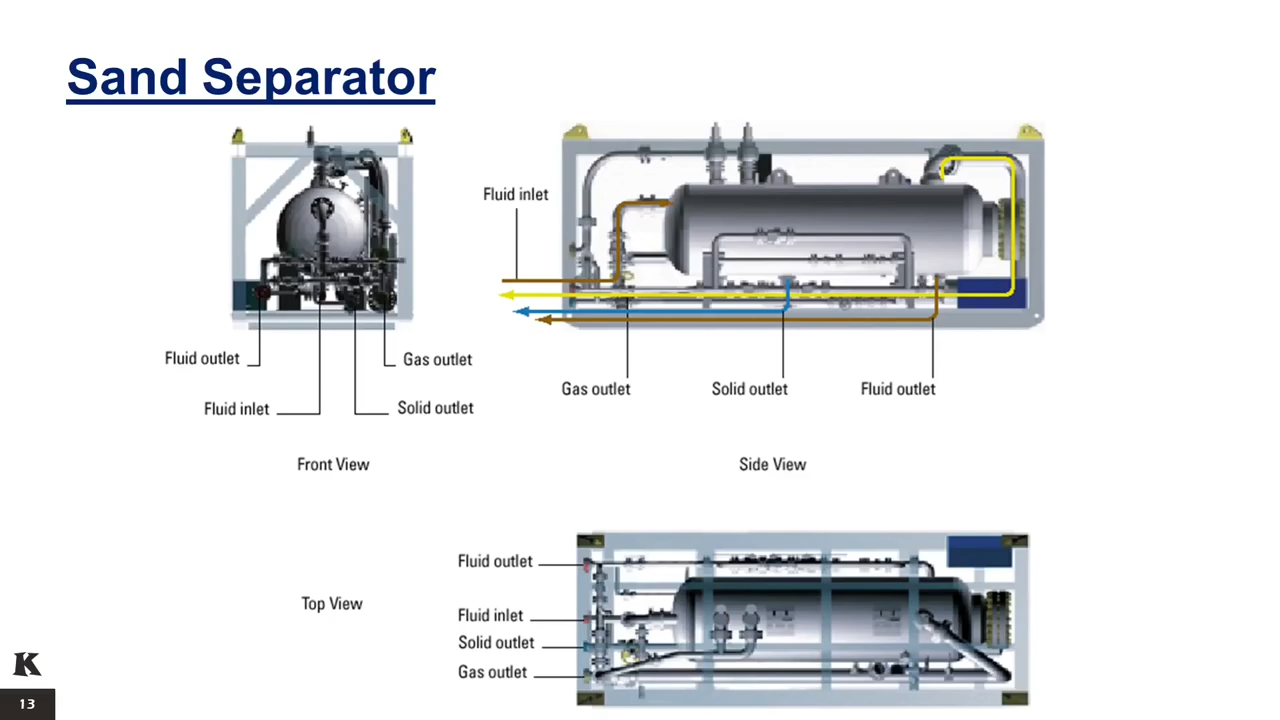 Sand Separator
Fluid inlet
Fluid outlet
Gas outlet
Fluid inlet
Solid outlet
Front View
Gas outlet
Solid outlet
Fluid outlet
Side View
Fluid outlet
Top View
Fluid inlet
Solid outlet
Gas outlet
K
13